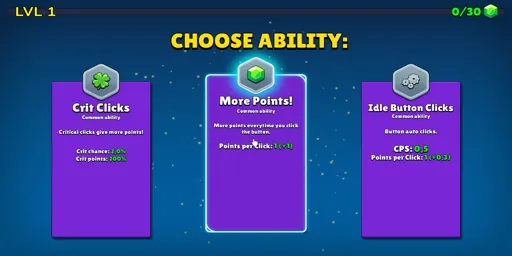 LVL 1
0/30
CHOOSE ABILITY:
Crit Clicks
Common ability
Critical clicks give more points!
Crit chance: 2,0%
Crit points: 200%
More Points!
Common ability
More points everytime you click
the button.
Points per Click: 1 (+1)
Idle Button Clicks
Common ability
Button auto clicks.
CPS: 0,5
Points per Click: 1 (+0,3)